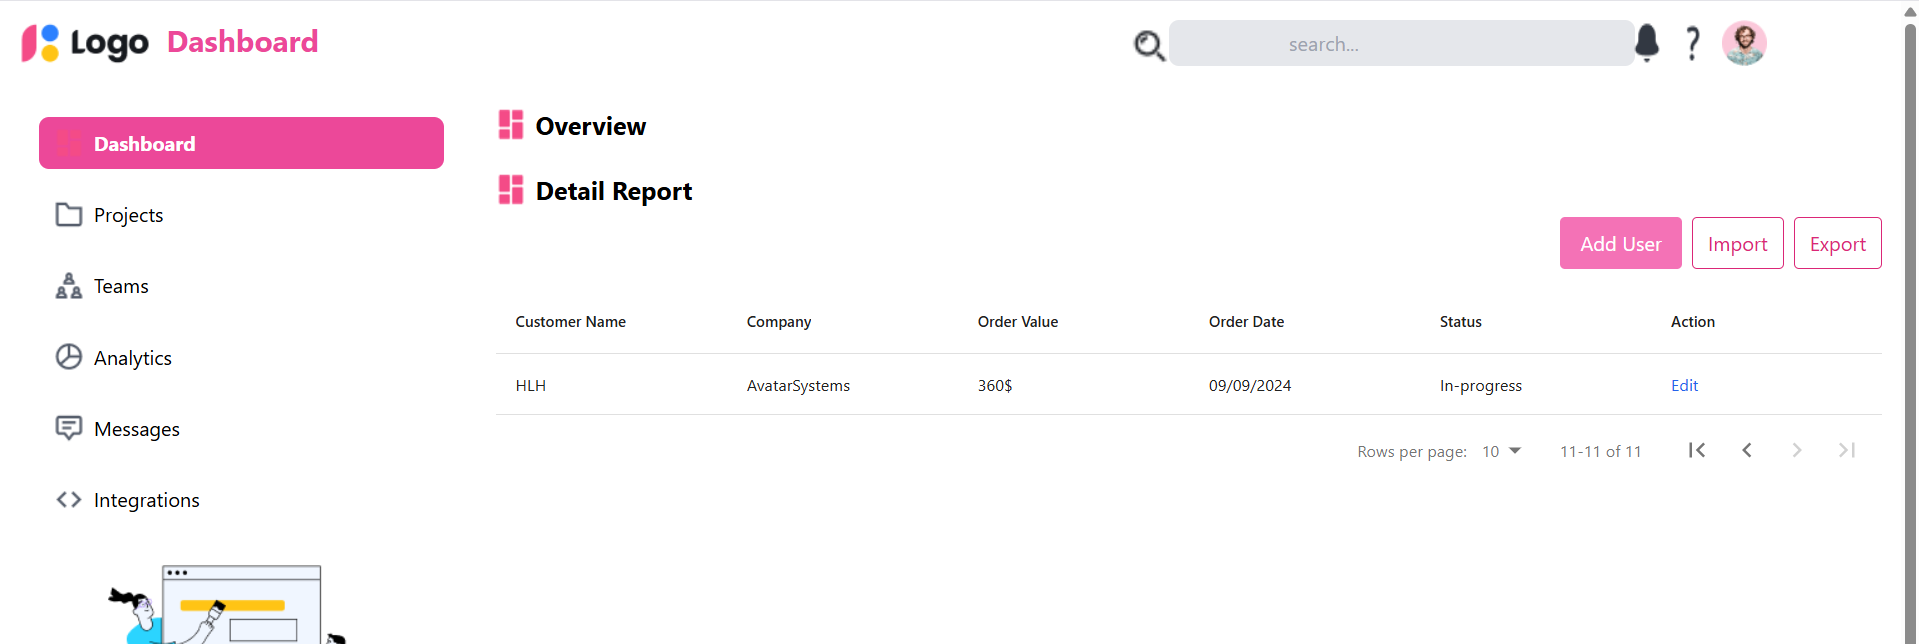 Logo Dashboard
search...
?
Dashboard
Projects
Teams
Analytics
Messages
Integrations
Overview
Detail Report
Add User Import Export
Customer Name Company Order Value Order Date Status Action
HLH AvatarSystems 360$ 09/09/2024 In-progress Edit
Rows per page: 10 11-11 of 11